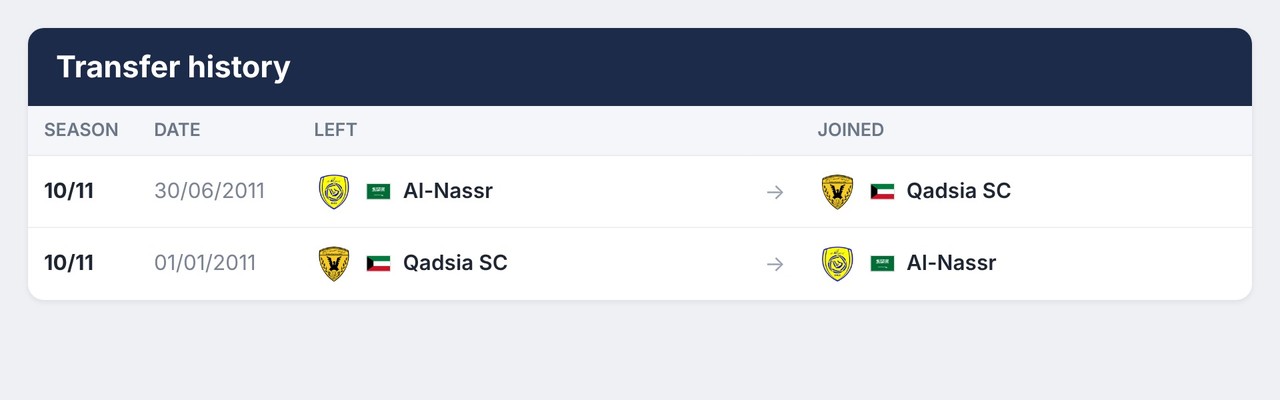 Transfer history
SEASON DATE LEFT JOINED
10/11 30/06/2011 Al-Nassr → Qadsia SC
10/11 01/01/2011 Qadsia SC → Al-Nassr